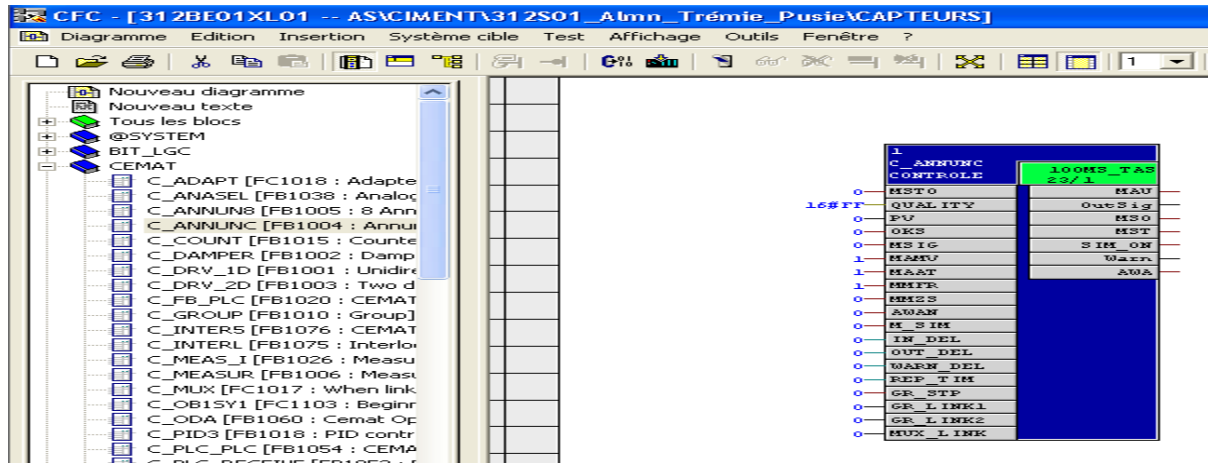 CFC - [312BE01XL01 -- AS\CIMENT\312S01_Almn_Trémie_Pusie\CAPTEURS]
Diagramme Edition Insertion Système cible Test Affichage Outils Fenêtre ?
1
Nouveau diagramme
Nouveau texte
Tous les blocs
@SYSTEM
BIT_LGC
CEMAT
C_ADAPT [FC1018 : Adapte
C_ANASEL [FB1038 : Analog
C_ANNUN8 [FB1005 : 8 Ann
C_ANNUNC [FB1004 : Annun
C_COUNT [FB1015 : Counte
C_DAMPER [FB1002 : Damp
C_DRV_1D [FB1001 : Unidire
C_DRV_2D [FB1003 : Two d
C_FB_PLC [FB1020 : CEMAT
C_GROUP [FB1010 : Group]
C_INTER5 [FB1076 : CEMAT
C_INTERL [FB1075 : Interlo
C_MEAS_I [FB1026 : Measu
C_MEASUR [FB1006 : Measu
C_MUX [FC1017 : When link
C_OB1SY1 [FC1103 : Beginn
C_ODA [FB1060 : Cemat Op
C_PID3 [FB1018 : PID contr
C_PLC_PLC [FB1054 : CEMA
1
C_ANNUNC
CONTROLE
100MS_TAS
23/1
0 MSTO MAU
16#FF QUALITY OutSig
0 PV MSO
0 OKS MST
0 MSIG SIM_ON
1 MAMV Warn
1 MAAT AWA
1 MMFR
0 MMZS
0 AWAN
0 M_SIM
0 IN_DEL
0 OUT_DEL
0 WARN_DEL
0 REP_TIM
0 GR_STP
0 GR_LINK1
0 GR_LINK2
0 MUX_LINK